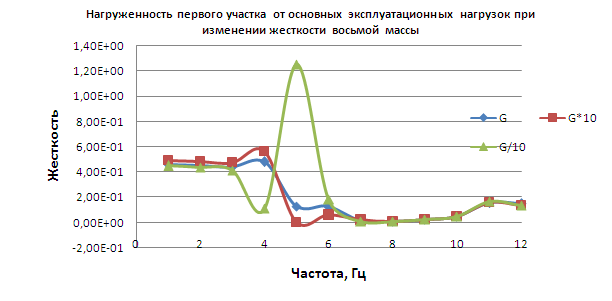 Нагруженность первого участка от основных эксплуатационных нагрузок при
изменении жесткости восьмой массы
1,40E+00
1,20E+00
1,00E+00
8,00E-01
6,00E-01
4,00E-01
2,00E-01
0,00E+00
-2,00E-01
Жесткость
0 2 4 6 8 10 12
Частота, Гц
G G*10
G/10